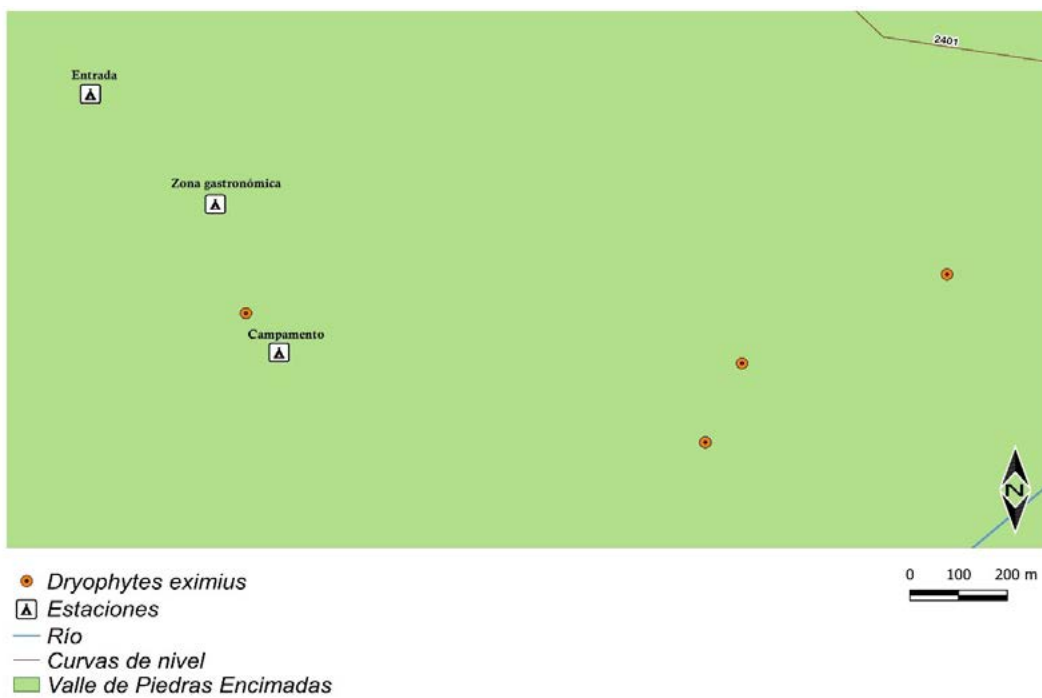 2401
Entrada
Zona gastronómica
Campamento
N
Dryophytes eximius
Estaciones
Río
Curvas de nivel
Valle de Piedras Encimadas
0 100 200 m